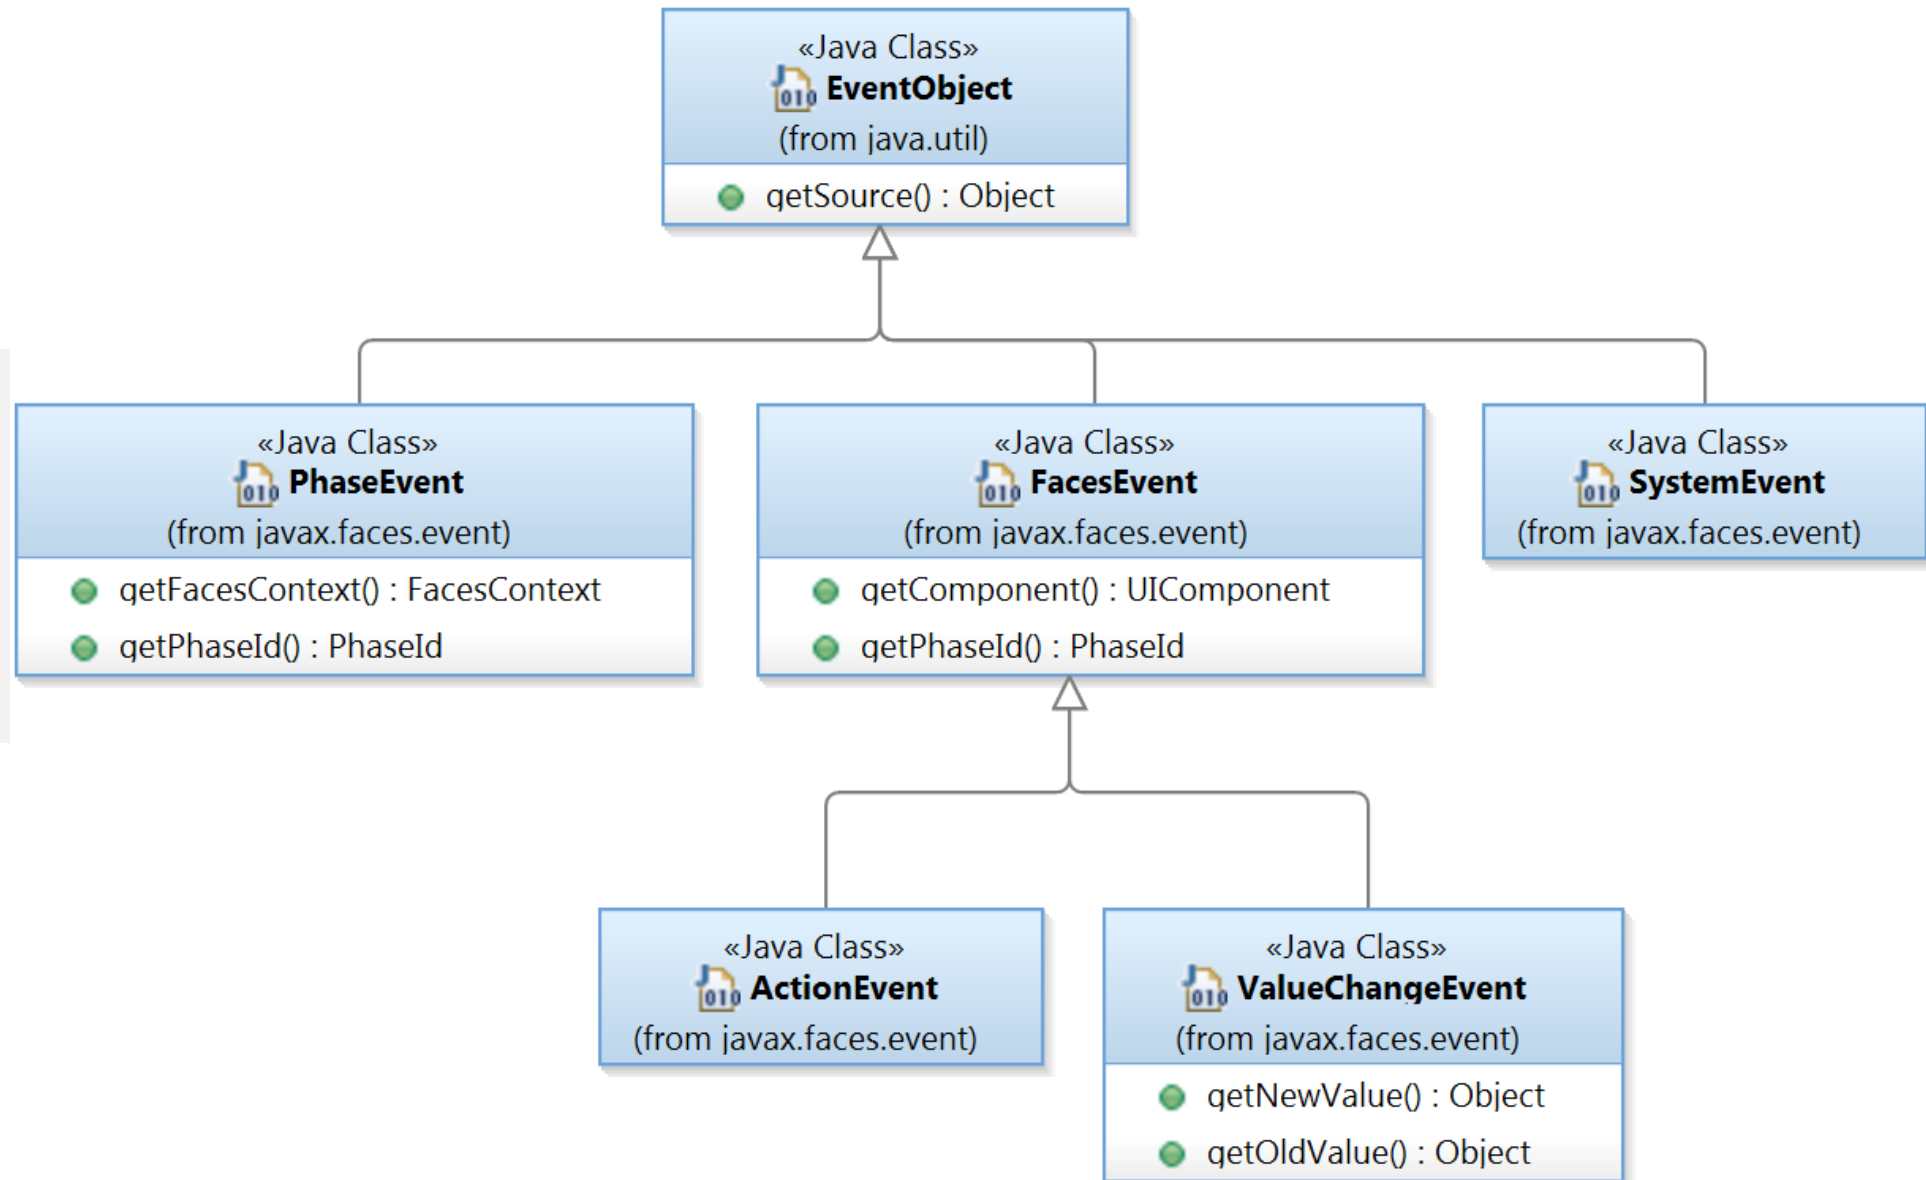 «Java Class»
EventObject
(from java.util)
getSource() : Object
«Java Class»
PhaseEvent
(from javax.faces.event)
getFacesContext() : FacesContext
getPhaseId() : PhaseId
«Java Class»
FacesEvent
(from javax.faces.event)
getComponent() : UIComponent
getPhaseId() : PhaseId
«Java Class»
SystemEvent
(from javax.faces.event)
«Java Class»
ActionEvent
(from javax.faces.event)
«Java Class»
ValueChangeEvent
(from javax.faces.event)
getNewValue() : Object
getOldValue() : Object